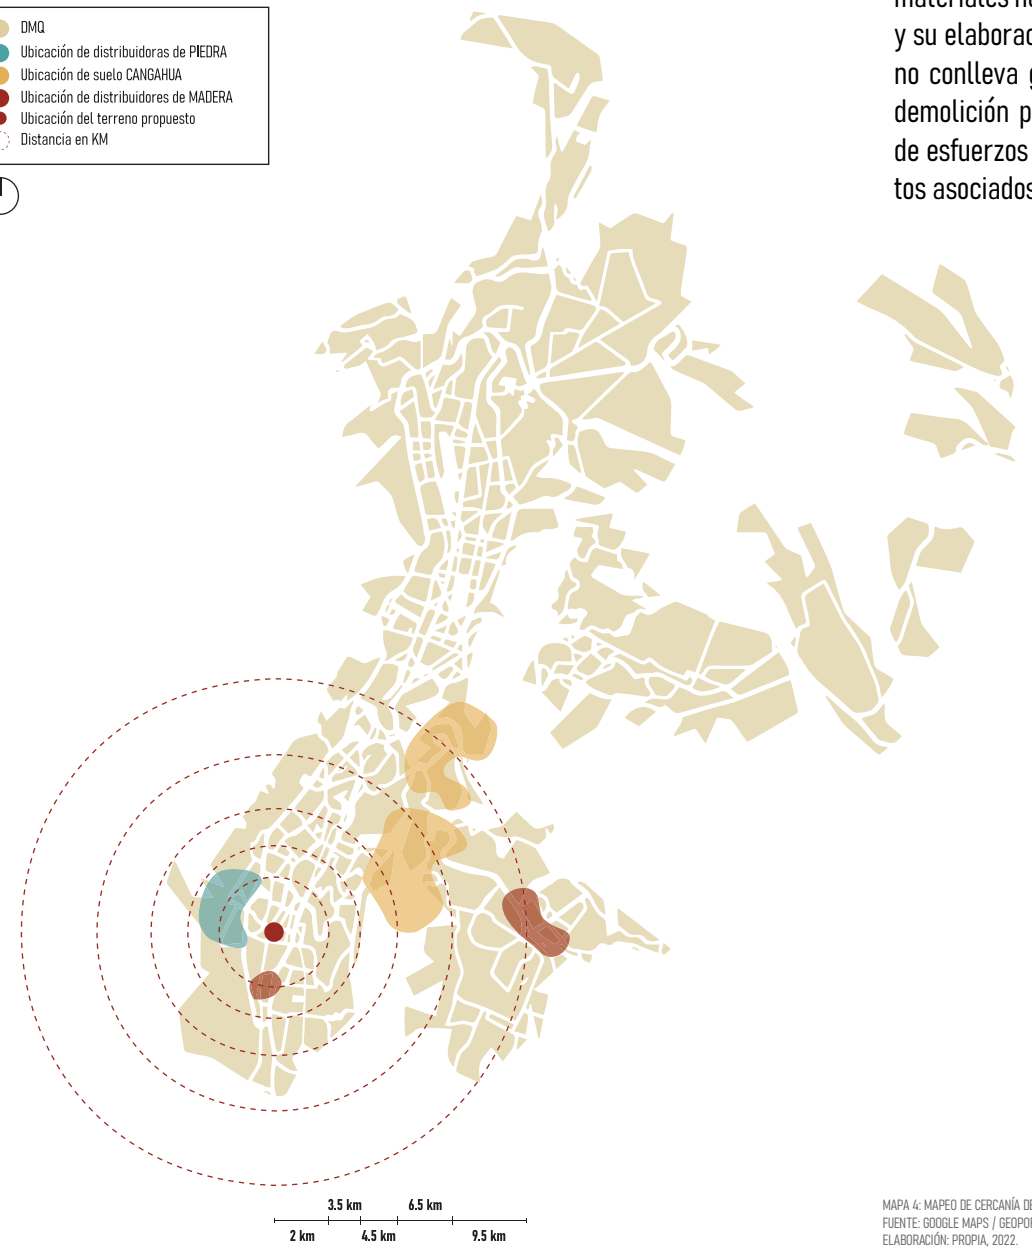 DMQ
Ubicación de distribuidoras de PIEDRA
Ubicación de suelo CANGAHUA
Ubicación de distribuidores de MADERA
Ubicación del terreno propuesto
Distancia en KM
y su elaborac
no conlleva
demolición p
de esfuerzos
tos asociados
3.5 km 6.5 km
2 km 4.5 km 9.5 km
MAPA 4: MAPEO DE CERCANÍA DE
FUENTE: GOOGLE MAPS / GEOPOR
ELABORACIÓN: PROPIA, 2022.